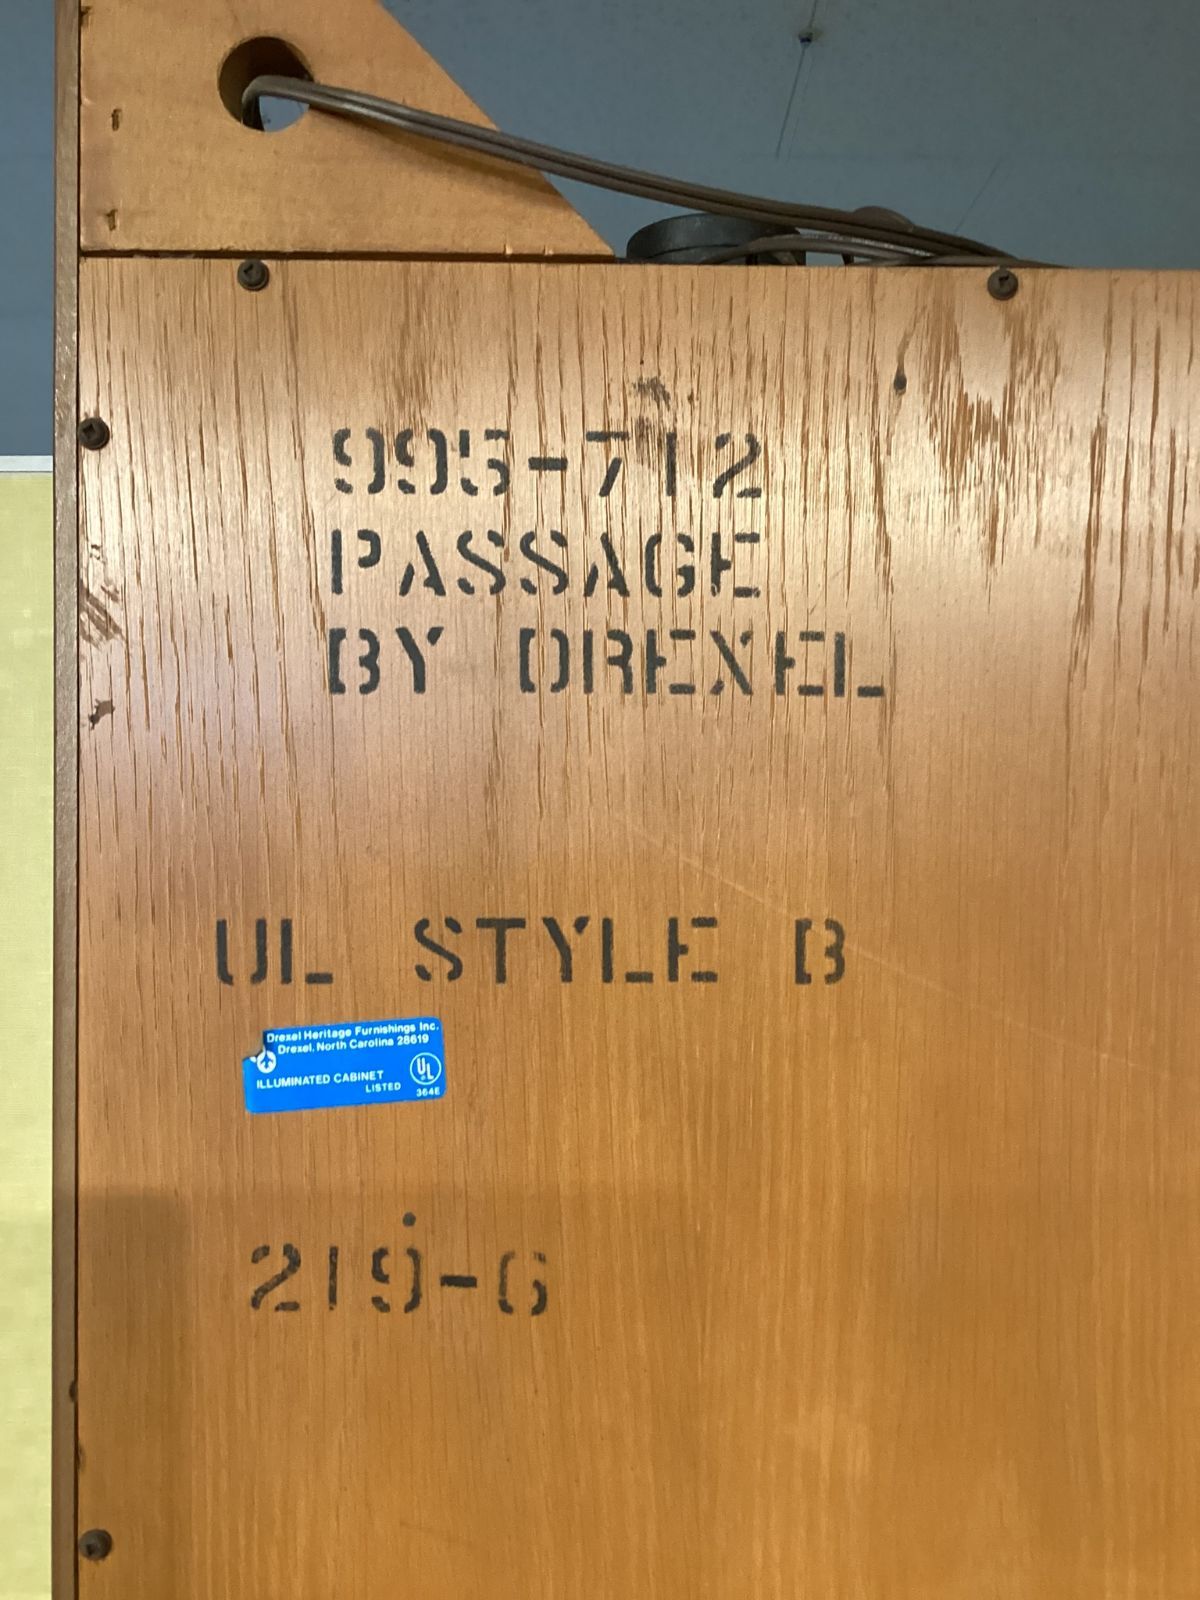 995-712
PASSAGE
BY DREXEL
UL STYLE B
Drexel Heritage Furnishings Inc.
Drexel, North Carolina 28619
ILLUMINATED CABINET
LISTED
UL
364E
219-6